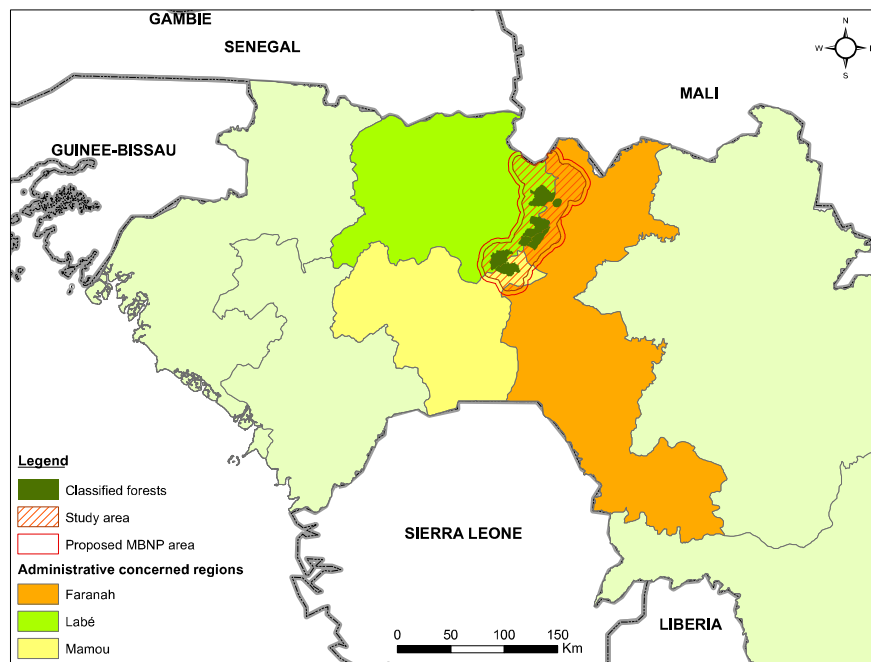 GAMBIE
SENEGAL
N
W
S
MALI
GUINEE-BISSAU
Legend
Classified forests
Study area
Proposed MBNP area
Administrative concerned regions
Faranah
Labé
Mamou
SIERRA LEONE
LIBERIA
0 50 100 150
Km